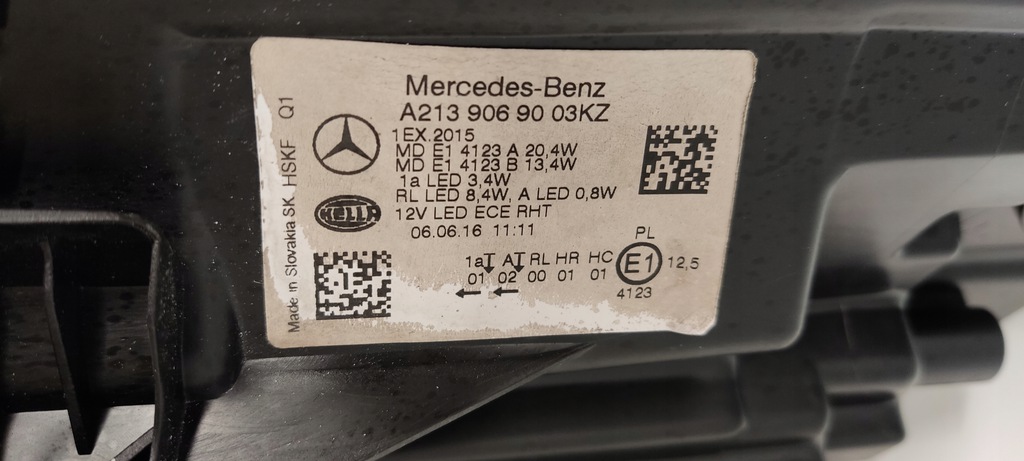 Mercedes-Benz
A213 906 90 03KZ
1EX.2015
MD E1 4123 A 20,4W
MD E1 4123 B 13,4W
1a LED 3,4W
RL LED 8,4W, A LED 0,8W
12V LED ECE RHT
06.06.16 11:11
HELLA
Made in Slovakia SK. HSKF Q1
PL
1a A RL HR HC E1 12,5
01 02 00 01 01
4123